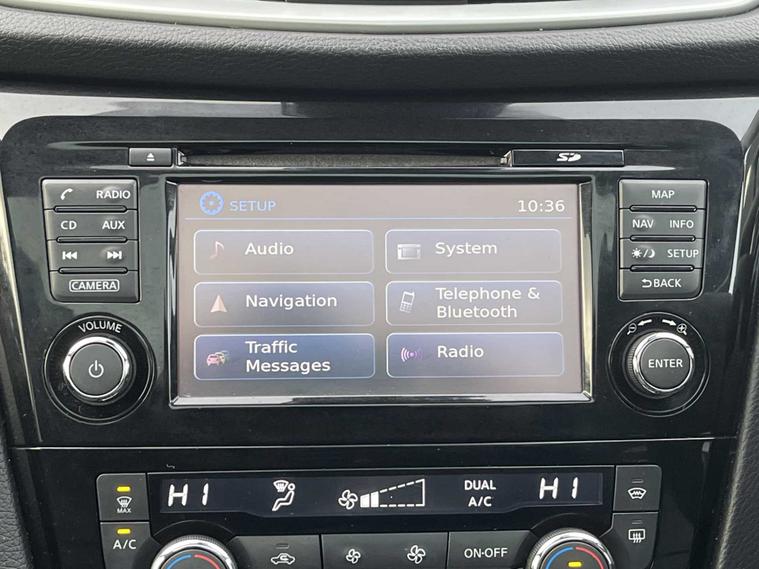 SD
RADIO
CD AUX
CAMERA
VOLUME
SETUP 10:36
Audio
System
Navigation
Telephone &
Bluetooth
Traffic
Messages
Radio
MAP
NAV INFO
SETUP
BACK
ENTER
MAX
A/C
HI
DUAL
A/C
HI
ON·OFF